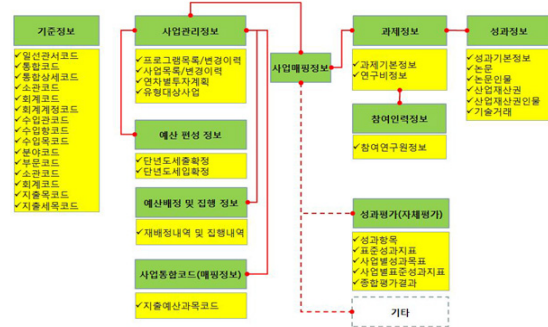 기준정보
✓일선관서코드
✓통합코드
✓통합상세코드
✓소관코드
✓회계코드
✓회계계정코드
✓수입관코드
✓수입항코드
✓수입목코드
✓분야코드
✓부문코드
✓소관코드
✓회계코드
✓지출목코드
✓지출세목코드
사업관리정보
✓프로그램목록/변경이력
✓사업목록/변경이력
✓연차별투자계획
✓유형대상사업
예산 편성 정보
✓단년도세출확정
✓단년도세입확정
예산배정 및 집행 정보
✓재배정내역 및 집행내역
사업통합코드(매핑정보)
✓지출예산과목코드
사업매핑정보
과제정보
✓과제기본정보
✓연구비정보
참여인력정보
✓참여연구원정보
성과평가(자체평가)
✓성과항목
✓표준성과지표
✓사업별성과목표
✓사업별표준성과지표
✓종합평가결과
기타
성과정보
✓성과기본정보
✓논문
✓논문인물
✓산업재산권
✓산업재산권인물
✓기술거래